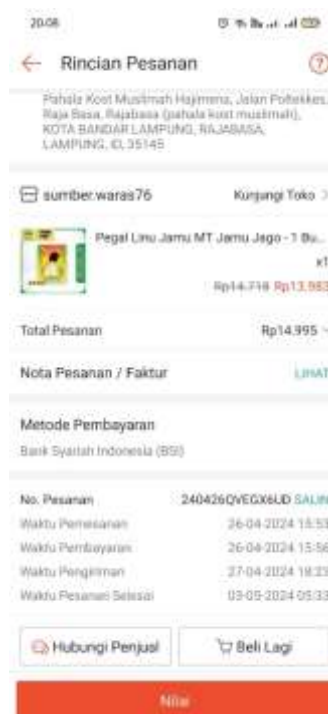 20:08
Rincian Pesanan
Pahala Kost Muslimah Hajimena, Jalan Poltekkes,
Raja Basa, Rajabasa (pahala kost muslimah),
KOTA BANDAR LAMPUNG, RAJABASA,
LAMPUNG, ID, 35145
sumber.waras76 Kunjungi Toko
Pegal Linu Jamu MT Jamu Jago - 1 Bu...
x1
Rp14.718 Rp13.983
Total Pesanan Rp14.995
Nota Pesanan / Faktur LIHAT
Metode Pembayaran
Bank Syariah Indonesia (BSI)
No. Pesanan 240426QVEGX6UD SALIN
Waktu Pemesanan 26-04-2024 15:53
Waktu Pembayaran 26-04-2024 15:56
Waktu Pengiriman 27-04-2024 18:23
Waktu Pesanan Selesai 03-05-2024 05:33
Hubungi Penjual
Beli Lagi
Nilai